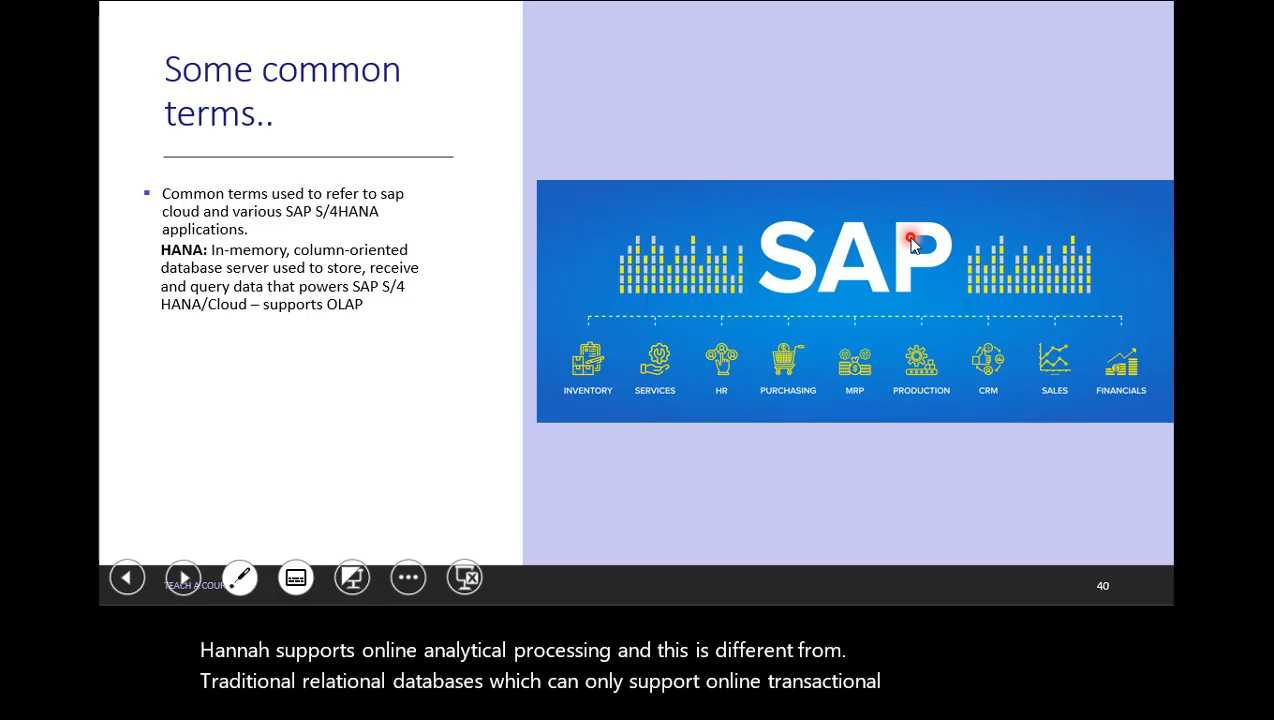 Some common
terms..
Common terms used to refer to sap
cloud and various SAP S/4HANA
applications.
HANA: In-memory, column-oriented
database server used to store, receive
and query data that powers SAP S/4
HANA/Cloud – supports OLAP
SAP
INVENTORY SERVICES HR PURCHASING MRP PRODUCTION CRM SALES FINANCIALS
TEACH A
40
Hannah supports online analytical processing and this is different from.
Traditional relational databases which can only support online transactional